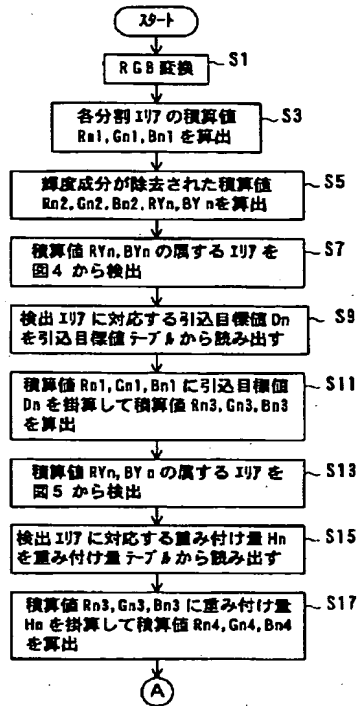 スタート
RGB変換
S1
各分割エリアの積算値
Rn1,Gn1,Bn1を算出
S3
輝度成分が除去された積算値
Rn2,Gn2,Bn2,RYn,BYnを算出
S5
積算値RYn,BYnの属するエリアを
図4から検出
S7
検出エリアに対応する引込目標値Dn
を引込目標値テーブルから読み出す
S9
積算値Rn1,Gn1,Bn1に引込目標値
Dnを掛算して積算値Rn3,Gn3,Bn3
を算出
S11
積算値RYn,BYnの属するエリアを
図5から検出
S13
検出エリアに対応する重み付け量Hn
を重み付け量テーブルから読み出す
S15
積算値Rn3,Gn3,Bn3に重み付け量
Hnを掛算して積算値Rn4,Gn4,Bn4
を算出
S17
A